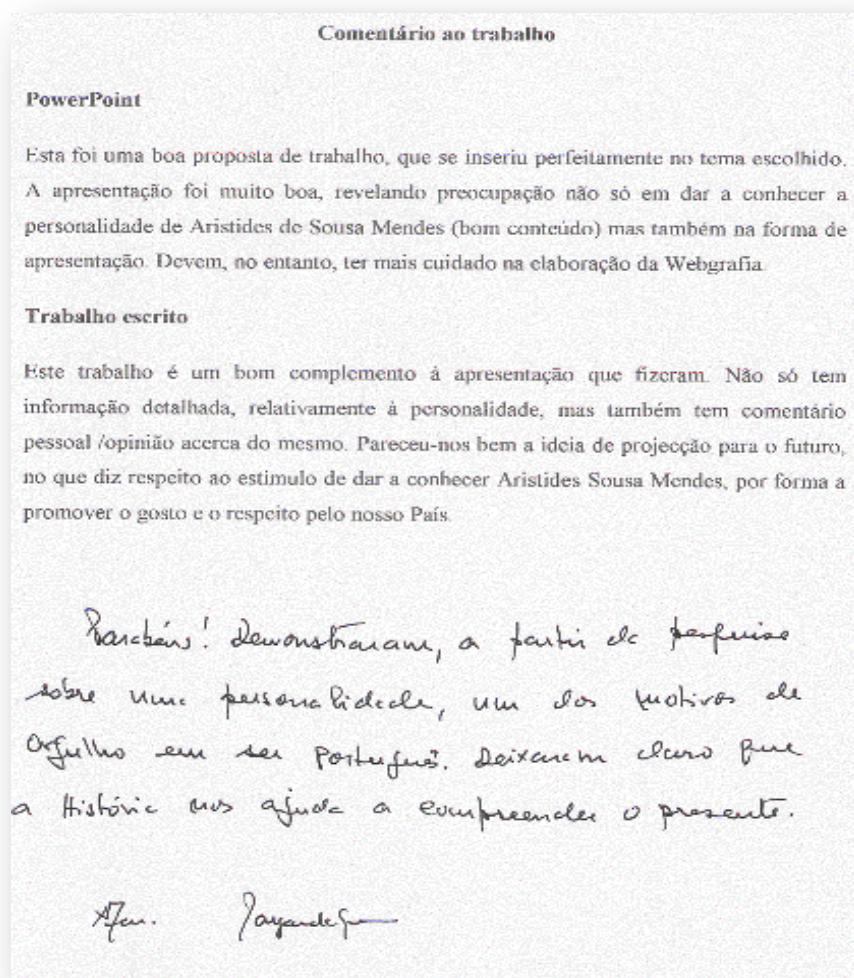 Comentário ao trabalho
PowerPoint
Esta foi uma boa proposta de trabalho, que se inseriu perfeitamente no tema escolhido.
A apresentação foi muito boa, revelando preocupação não só em dar a conhecer a
personalidade de Aristides de Sousa Mendes (bom conteúdo) mas também na forma de
apresentação. Devem, no entanto, ter mais cuidado na elaboração da Webgrafia.
Trabalho escrito
Este trabalho é um bom complemento à apresentação que fizeram. Não só tem
informação detalhada, relativamente à personalidade, mas também tem comentário
pessoal /opinião acerca do mesmo. Pareceu-nos bem a ideia de projecção para o futuro,
no que diz respeito ao estimulo de dar a conhecer Aristides Sousa Mendes, por forma a
promover o gosto e o respeito pelo nosso País.
Parabéns! Demonstraram, a partir da pesquisa
sobre uma personalidade, um dos motivos de
orgulho em ser Português. Deixaram claro que
a História nos ajuda a compreender o presente.